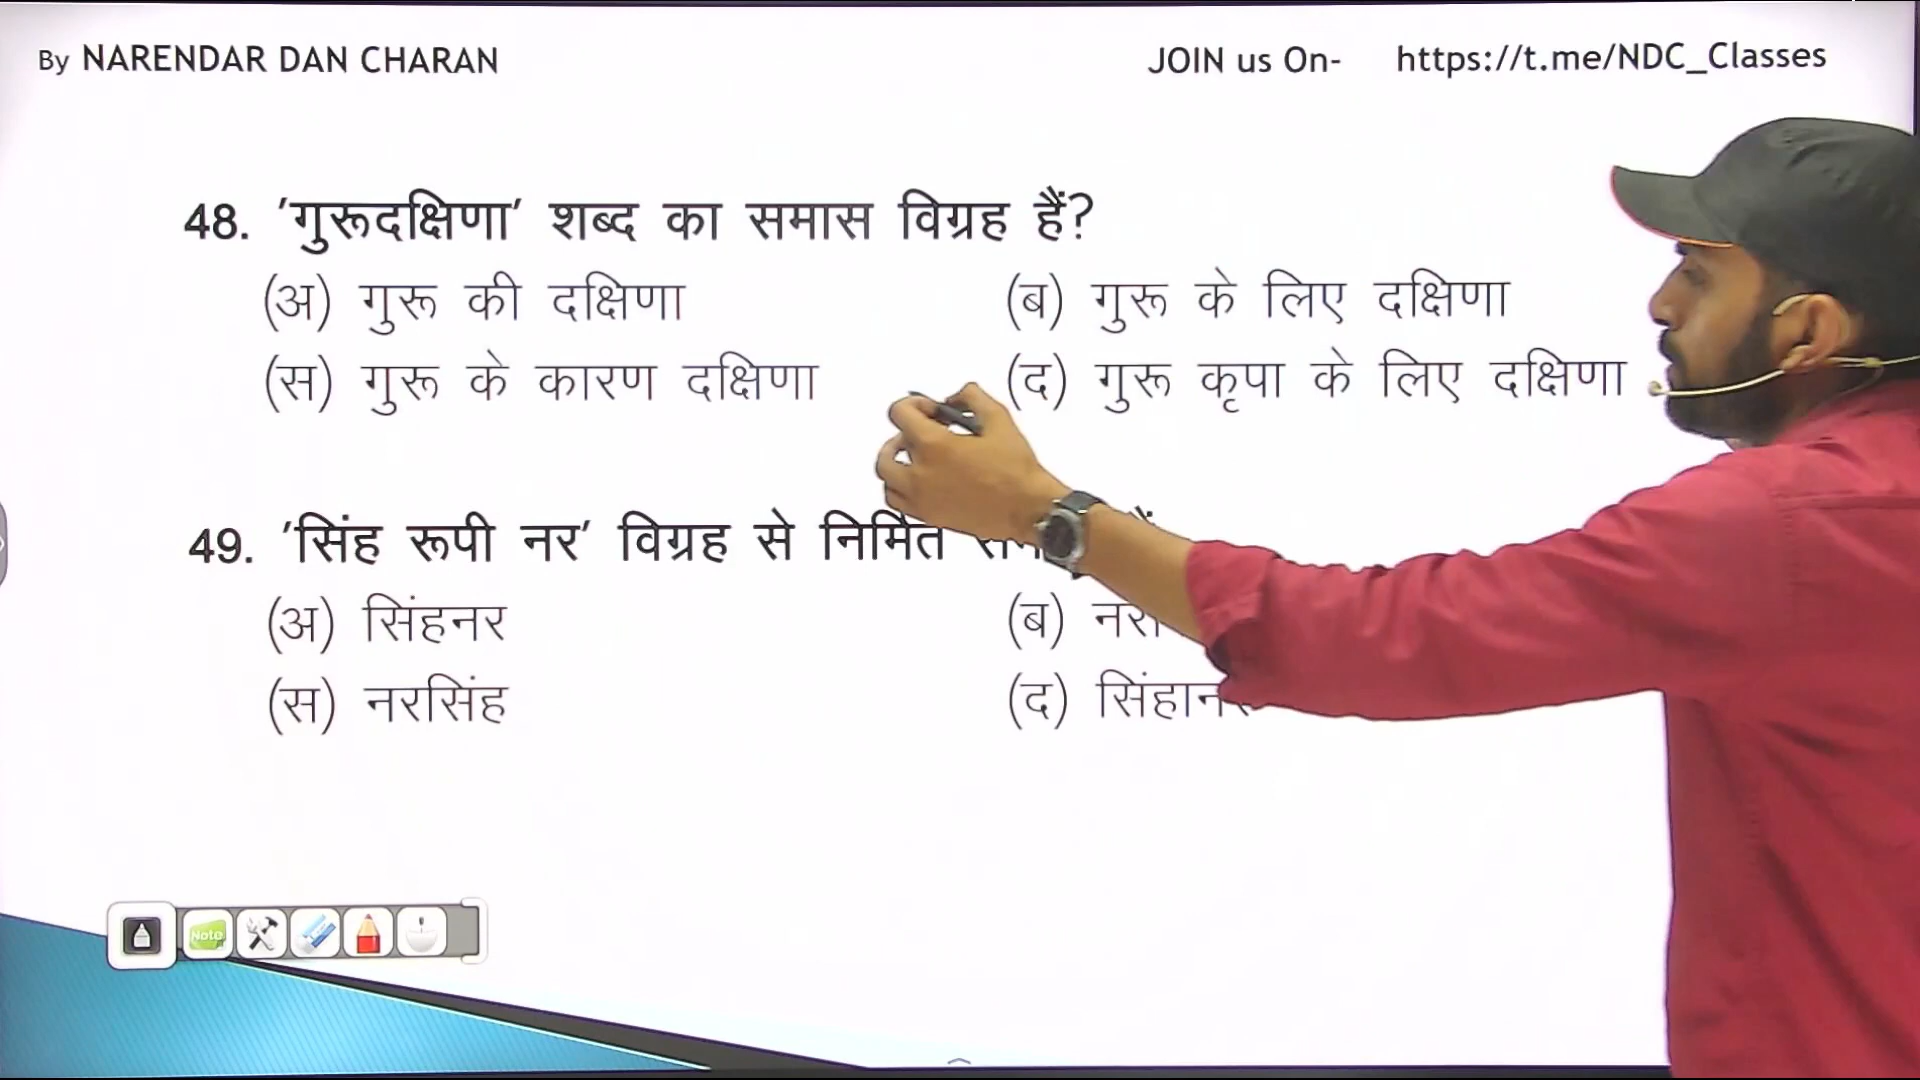 By NARENDAR DAN CHARAN JOIN us On- https://t.me/NDC_Classes
48. 'गुरूदक्षिणा' शब्द का समास विग्रह हैं?
(अ) गुरू की दक्षिणा (ब) गुरू के लिए दक्षिणा
(स) गुरू के कारण दक्षिणा (द) गुरू कृपा के लिए दक्षिणा
49. 'सिंह रूपी नर' विग्रह से निर्मित
(अ) सिंहनर (ब)
(स) नरसिंह (द)
Note